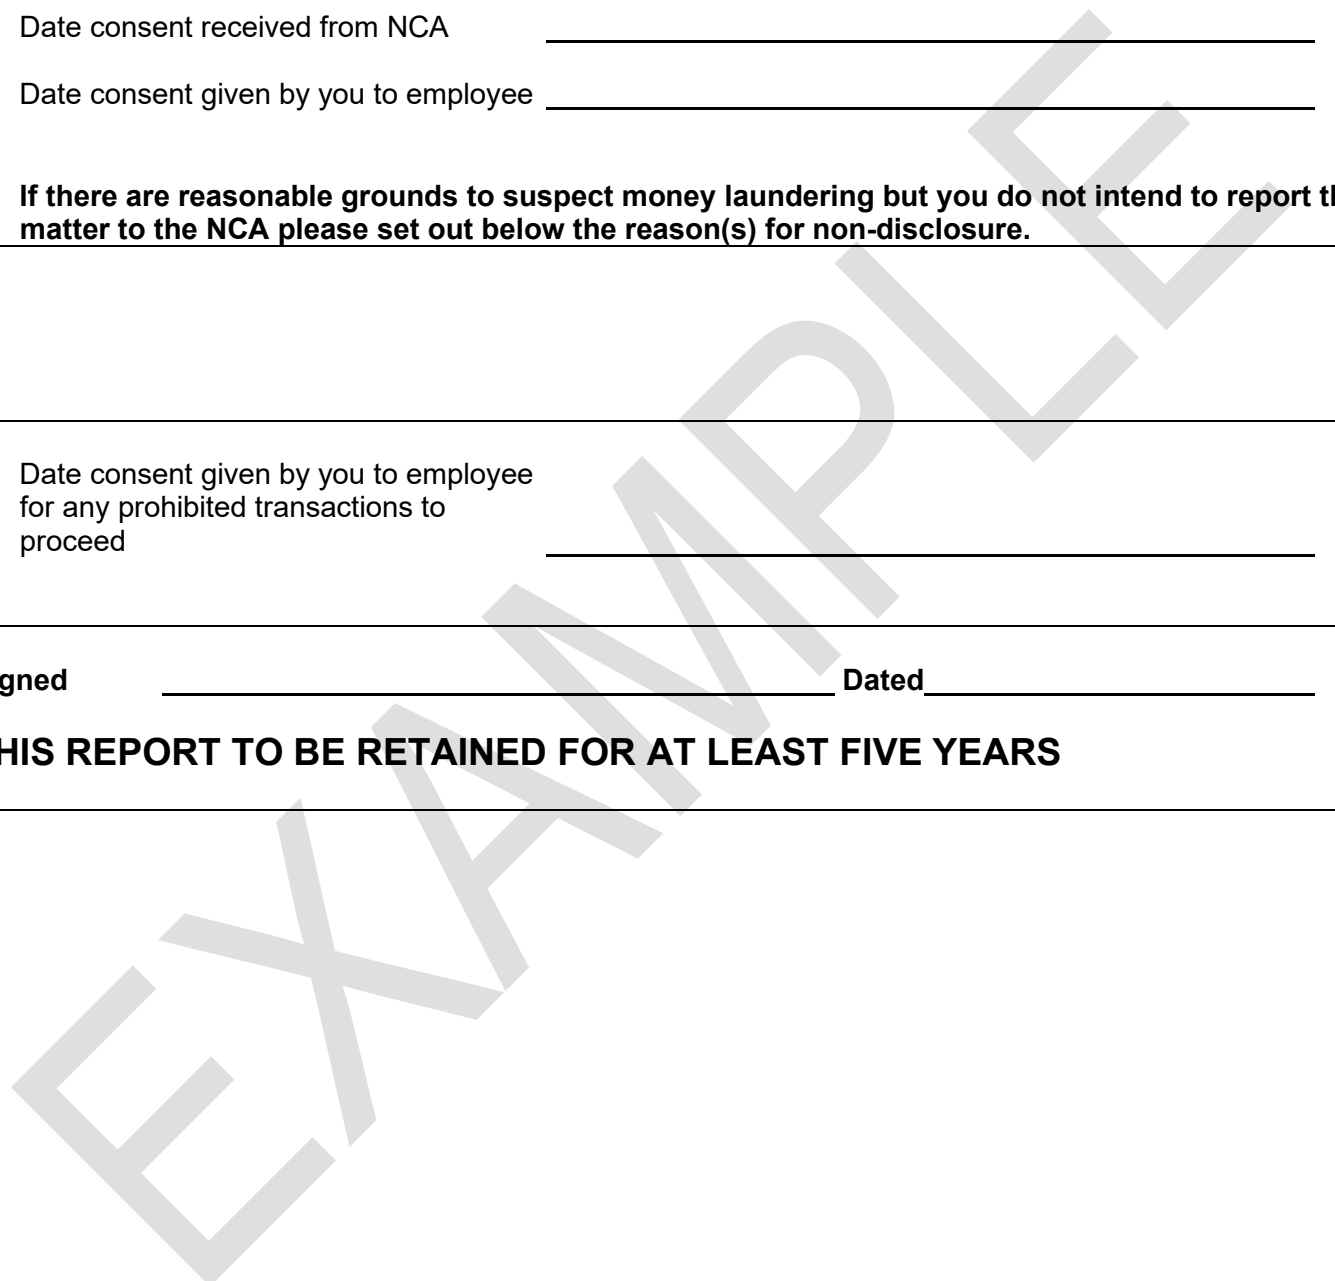 Date consent received from NCA
Date consent given by you to employee
If there are reasonable grounds to suspect money laundering but you do not intend to report th
matter to the NCA please set out below the reason(s) for non-disclosure.
Date consent given by you to employee
for any prohibited transactions to
proceed
gned Dated
HIS REPORT TO BE RETAINED FOR AT LEAST FIVE YEARS
EXAMPLE